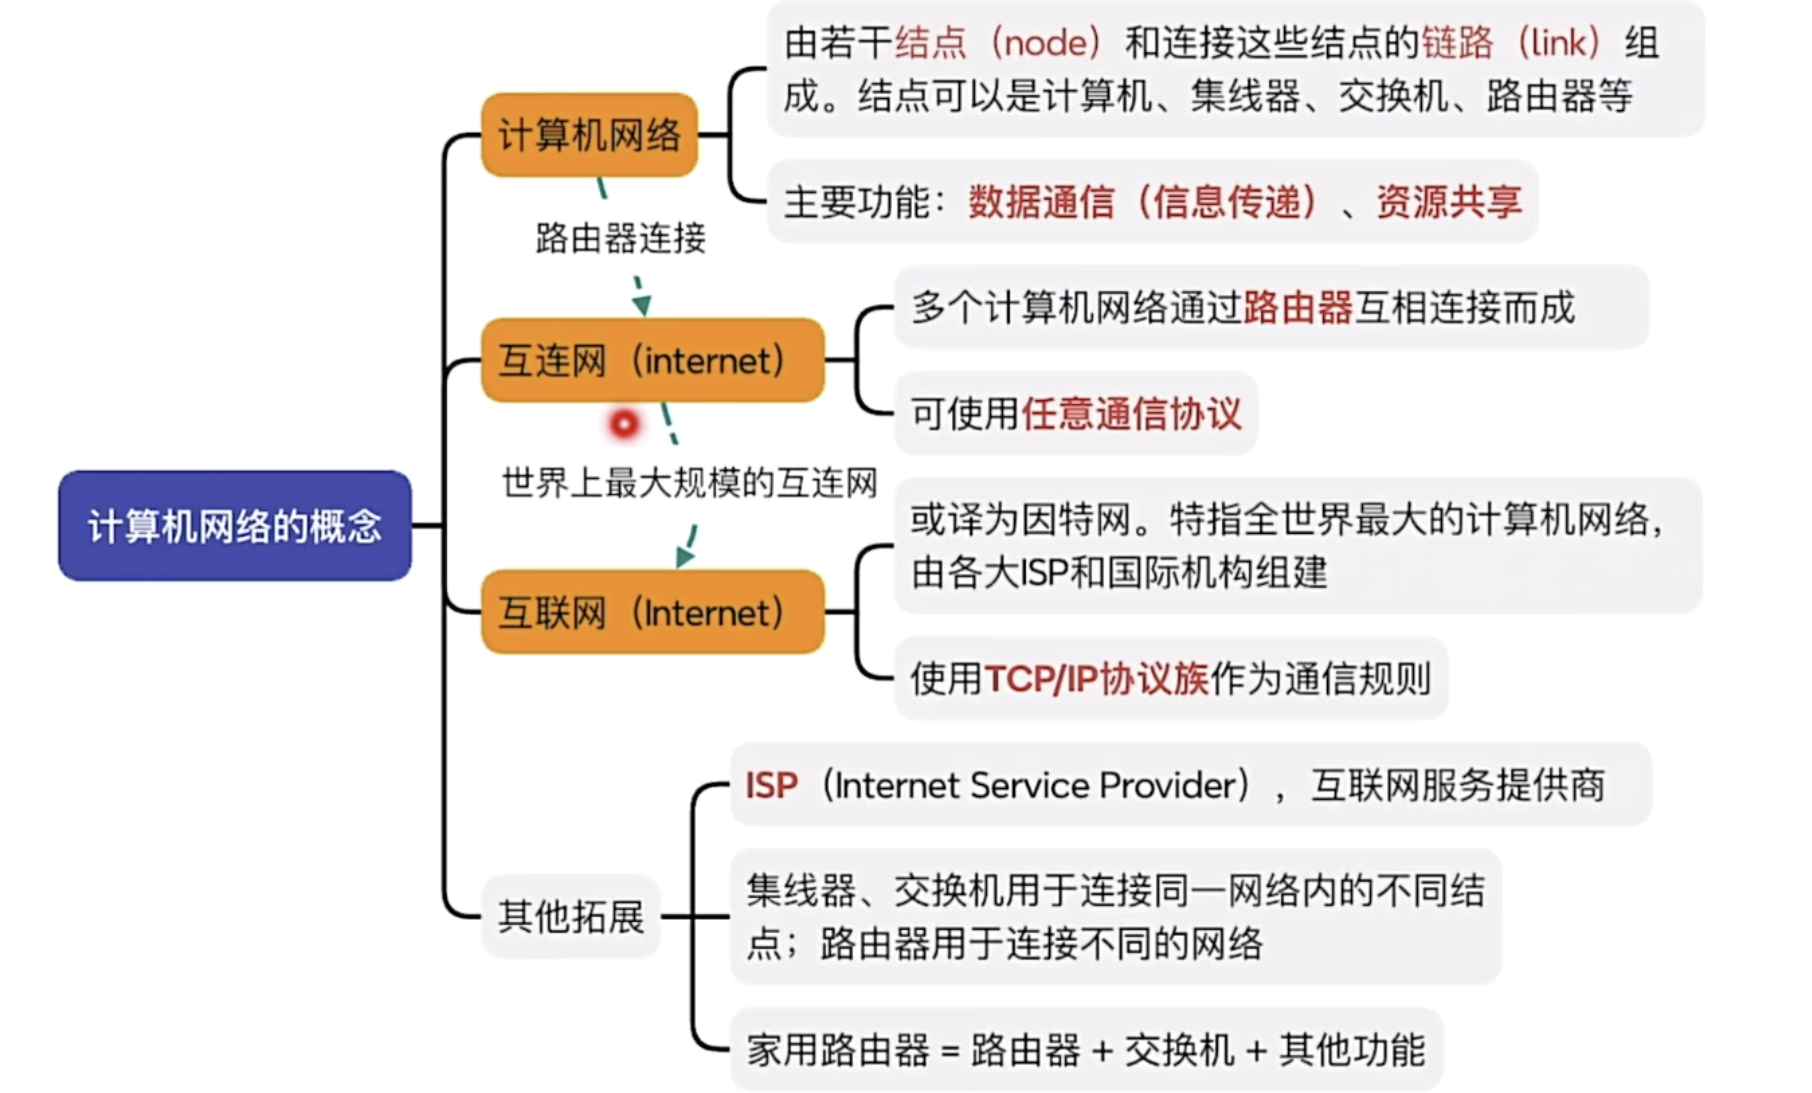 由若干结点（node）和连接这些结点的链路（link）组
成。结点可以是计算机、集线器、交换机、路由器等
计算机网络
主要功能：数据通信（信息传递）、资源共享
路由器连接
多个计算机网络通过路由器互相连接而成
互连网（internet）
可使用任意通信协议
世界上最大规模的互连网
计算机网络的概念
或译为因特网。特指全世界最大的计算机网络，
由各大ISP和国际机构组建
互联网（Internet）
使用TCP/IP协议族作为通信规则
ISP（Internet Service Provider），互联网服务提供商
其他拓展
集线器、交换机用于连接同一网络内的不同结
点；路由器用于连接不同的网络
家用路由器 = 路由器 + 交换机 + 其他功能